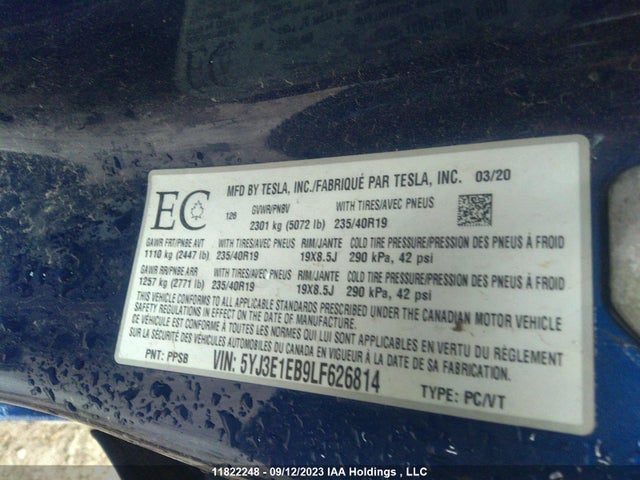 EC
MFD BY TESLA, INC./FABRIQUÉ PAR TESLA, INC. 03/20
126 GVWR/PNBV WITH TIRES/AVEC PNEUS
2301 kg (5072 lb) 235/40R19
GAWR FRT/PNBE AVT WITH TIRES/AVEC PNEUS RIM/JANTE COLD TIRE PRESSURE/PRESSION DES PNEUS À FROID
1110 kg (2447 lb) 235/40R19 19X8.5J 290 kPa, 42 psi
GAWR RR/PNBE ARR WITH TIRES/AVEC PNEUS RIM/JANTE COLD TIRE PRESSURE/PRESSION DES PNEUS À FROID
1257 kg (2771 lb) 235/40R19 19X8.5J 290 kPa, 42 psi
THIS VEHICLE CONFORMS TO ALL APPLICABLE STANDARDS PRESCRIBED UNDER THE CANADIAN MOTOR VEHICLE
SAFETY REGULATIONS IN EFFECT ON THE DATE OF MANUFACTURE
CE VÉHICULE EST CONFORME À TOUTES LES NORMES QUI LUI SONT APPLICABLES EN VERTU DU RÈGLEMENT
SUR LA SÉCURITÉ DES VÉHICULES AUTOMOBILES DU CANADA EN VIGUEUR À LA DATE DE SA FABRICATION
PNT: PPSB VIN: 5YJ3E1EB9LF626814 TYPE: PC/VT
11822248 - 09/12/2023 IAA Holdings , LLC